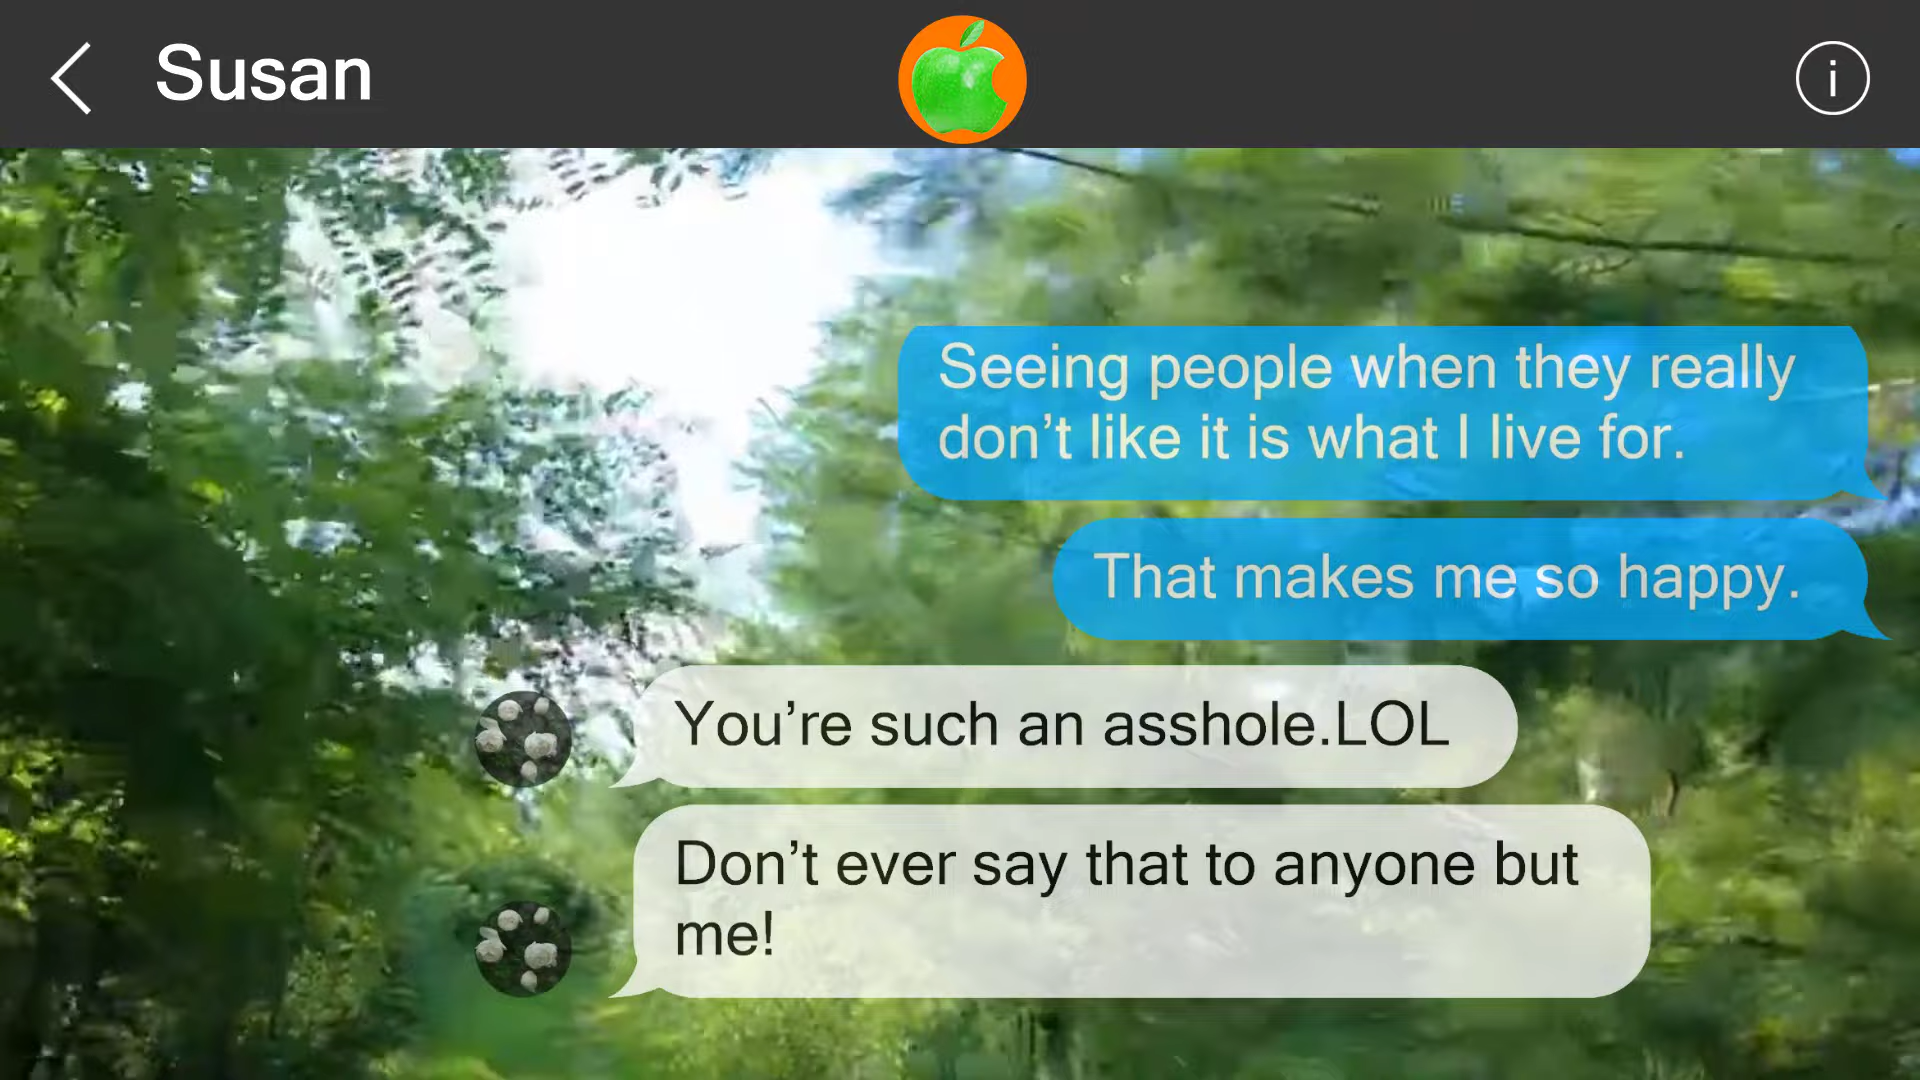 Susan
i
Seeing people when they really
don’t like it is what I live for.
That makes me so happy.
You’re such an asshole.LOL
Don’t ever say that to anyone but
me!